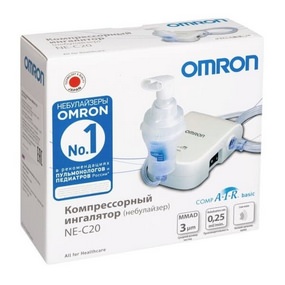 OMRON
НЕБУЛАЙЗЕРЫ
OMRON
No.1
в рекомендациях
ПУЛЬМОНОЛОГОВ
и ПЕДИАТРОВ России
Компрессорный
ингалятор (небулайзер)
NE-C20
All for Healthcare
COMP A·I·R basic
MMAD
3 μm
0,25